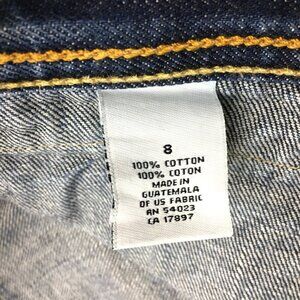 8
100% COTTON
100% COTON
MADE IN
GUATEMALA
OF US FABRIC
RN 54023
CA 17897